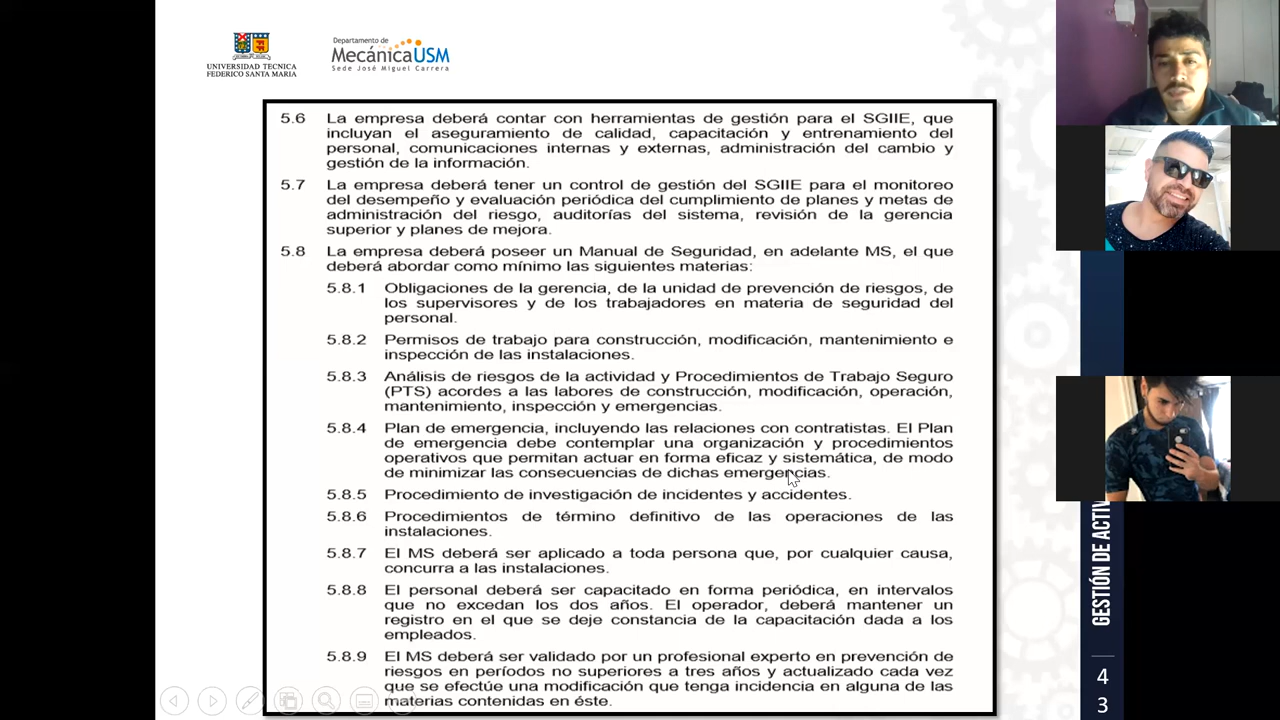 UNIVERSIDAD TECNICA
FEDERICO SANTA MARIA
Departamento de
MecánicaUSM
Sede José Miguel Carrera
5.6 La empresa deberá contar con herramientas de gestión para el SGIIE, que
incluyan el aseguramiento de calidad, capacitación y entrenamiento del
personal, comunicaciones internas y externas, administración del cambio y
gestión de la información.
5.7 La empresa deberá tener un control de gestión del SGIIE para el monitoreo
del desempeño y evaluación periódica del cumplimiento de planes y metas de
administración del riesgo, auditorías del sistema, revisión de la gerencia
superior y planes de mejora.
5.8 La empresa deberá poseer un Manual de Seguridad, en adelante MS, el que
deberá abordar como mínimo las siguientes materias:
5.8.1 Obligaciones de la gerencia, de la unidad de prevención de riesgos, de
los supervisores y de los trabajadores en materia de seguridad del
personal.
5.8.2 Permisos de trabajo para construcción, modificación, mantenimiento e
inspección de las instalaciones.
5.8.3 Análisis de riesgos de la actividad y Procedimientos de Trabajo Seguro
(PTS) acordes a las labores de construcción, modificación, operación,
mantenimiento, inspección y emergencias.
5.8.4 Plan de emergencia, incluyendo las relaciones con contratistas. El Plan
de emergencia debe contemplar una organización y procedimientos
operativos que permitan actuar en forma eficaz y sistemática, de modo
de minimizar las consecuencias de dichas emergencias.
5.8.5 Procedimiento de investigación de incidentes y accidentes.
5.8.6 Procedimientos de término definitivo de las operaciones de las
instalaciones.
5.8.7 El MS deberá ser aplicado a toda persona que, por cualquier causa,
concurra a las instalaciones.
5.8.8 El personal deberá ser capacitado en forma periódica, en intervalos
que no excedan los dos años. El operador, deberá mantener un
registro en el que se deje constancia de la capacitación dada a los
empleados.
5.8.9 El MS deberá ser validado por un profesional experto en prevención de
riesgos en períodos no superiores a tres años y actualizado cada vez
que se efectúe una modificación que tenga incidencia en alguna de las
materias contenidas en éste.
GESTIÓN DE ACTIV
4
3